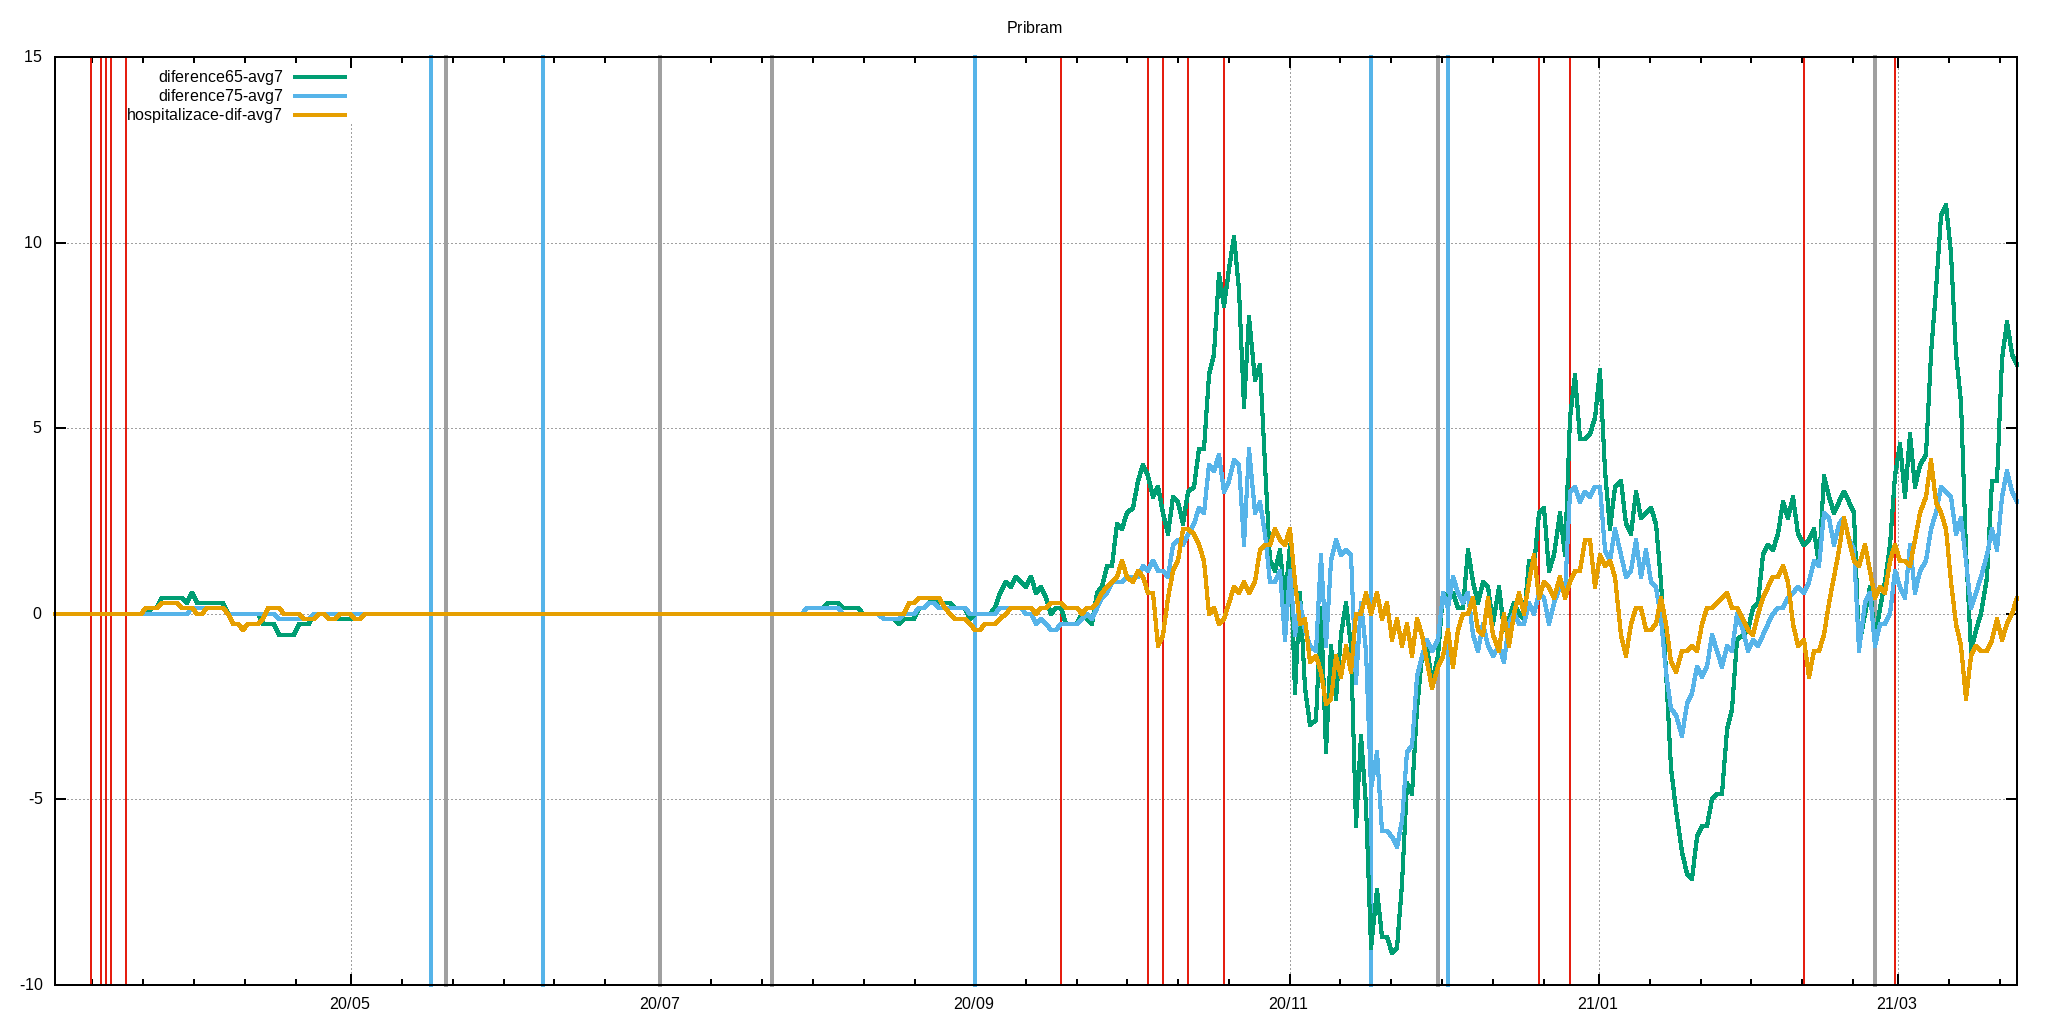 Pribram
15
diference65-avg7
diference75-avg7
hospitalizace-dif-avg7
10
5
0
-5
-10
20/05 20/07 20/09 20/11 21/01 21/03